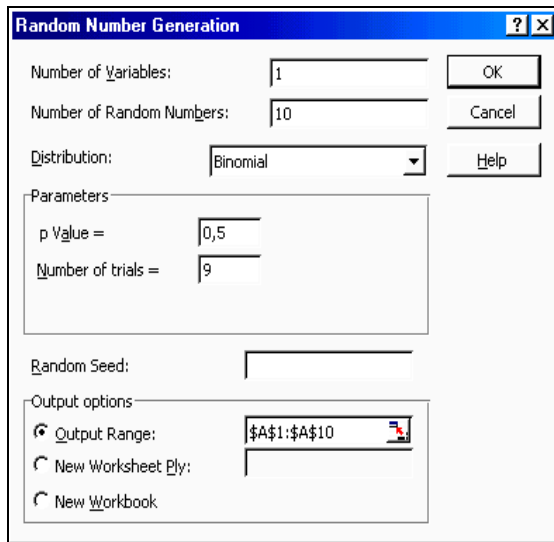 Random Number Generation
Number of Variables: 1 OK
Number of Random Numbers: 10 Cancel
Distribution: Binomial Help
Parameters
p Value = 0,5
Number of trials = 9
Random Seed:
Output options
Output Range: $A$1:$A$10
New Worksheet Ply:
New Workbook